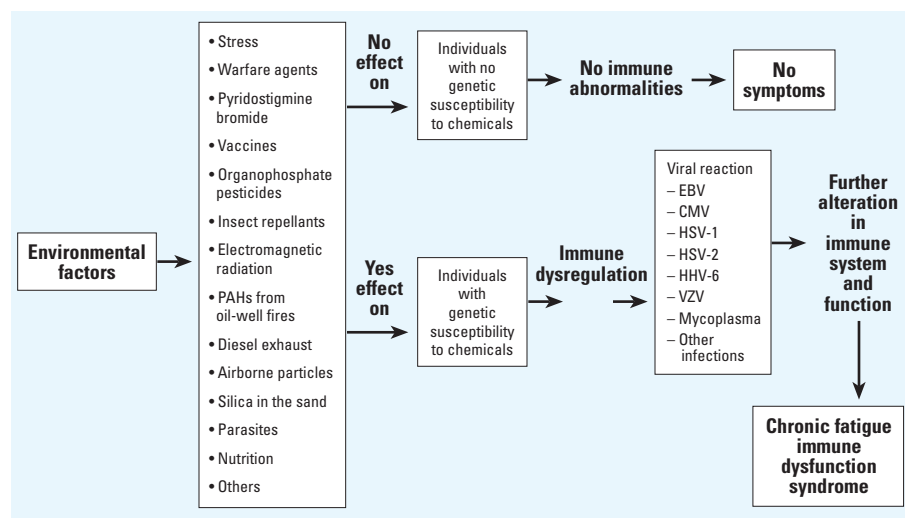 Environmental
factors
• Stress
• Warfare agents
• Pyridostigmine
bromide
• Vaccines
• Organophosphate
pesticides
• Insect repellants
• Electromagnetic
radiation
• PAHs from
oil-well fires
• Diesel exhaust
• Airborne particles
• Silica in the sand
• Parasites
• Nutrition
• Others
No
effect
on
Individuals
with no
genetic
susceptibility
to chemicals
No immune
abnormalities
No
symptoms
Yes
effect
on
Individuals
with
genetic
susceptibility
to chemicals
Immune
dysregulation
Viral reaction
– EBV
– CMV
– HSV-1
– HSV-2
– HHV-6
– VZV
– Mycoplasma
– Other
infections
Further
alteration
in
immune
system
and
function
Chronic fatigue
immune
dysfunction
syndrome